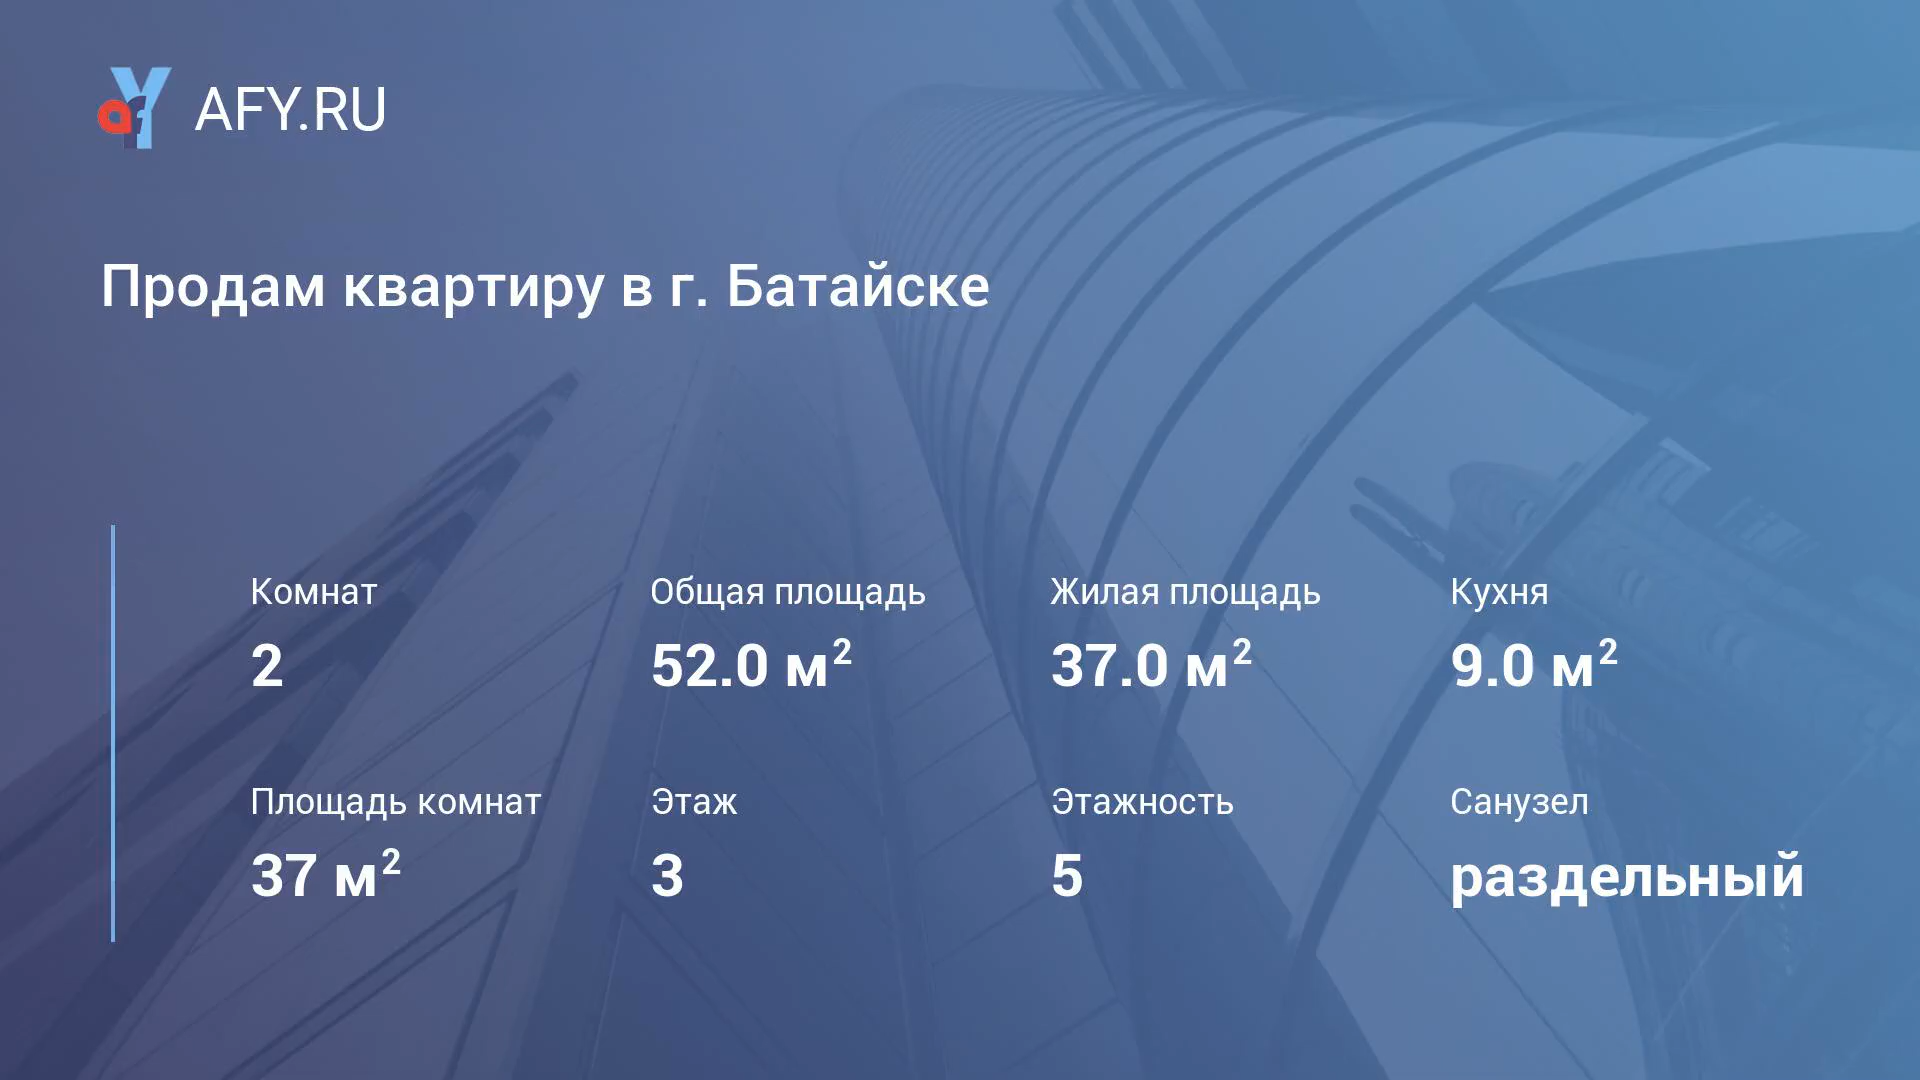 afY AFY.RU
Продам квартиру в г. Батайске
Комнат Общая площадь Жилая площадь Кухня
2 52.0 м² 37.0 м² 9.0 м²
Площадь комнат Этаж Этажность Санузел
37 м² 3 5 раздельный